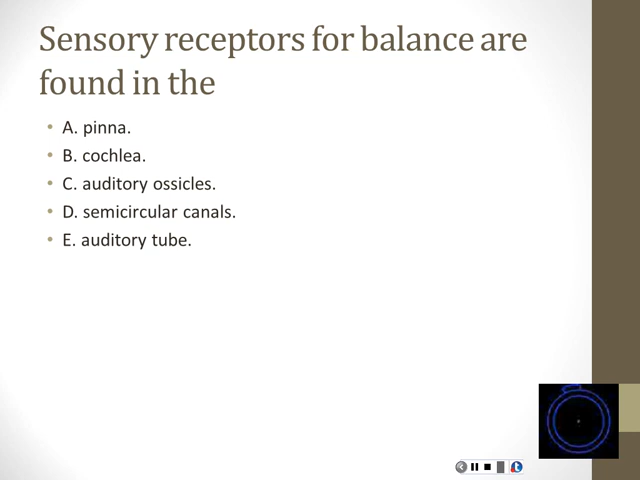 Sensory receptors for balance are
found in the
• A. pinna.
• B. cochlea.
• C. auditory ossicles.
• D. semicircular canals.
• E. auditory tube.